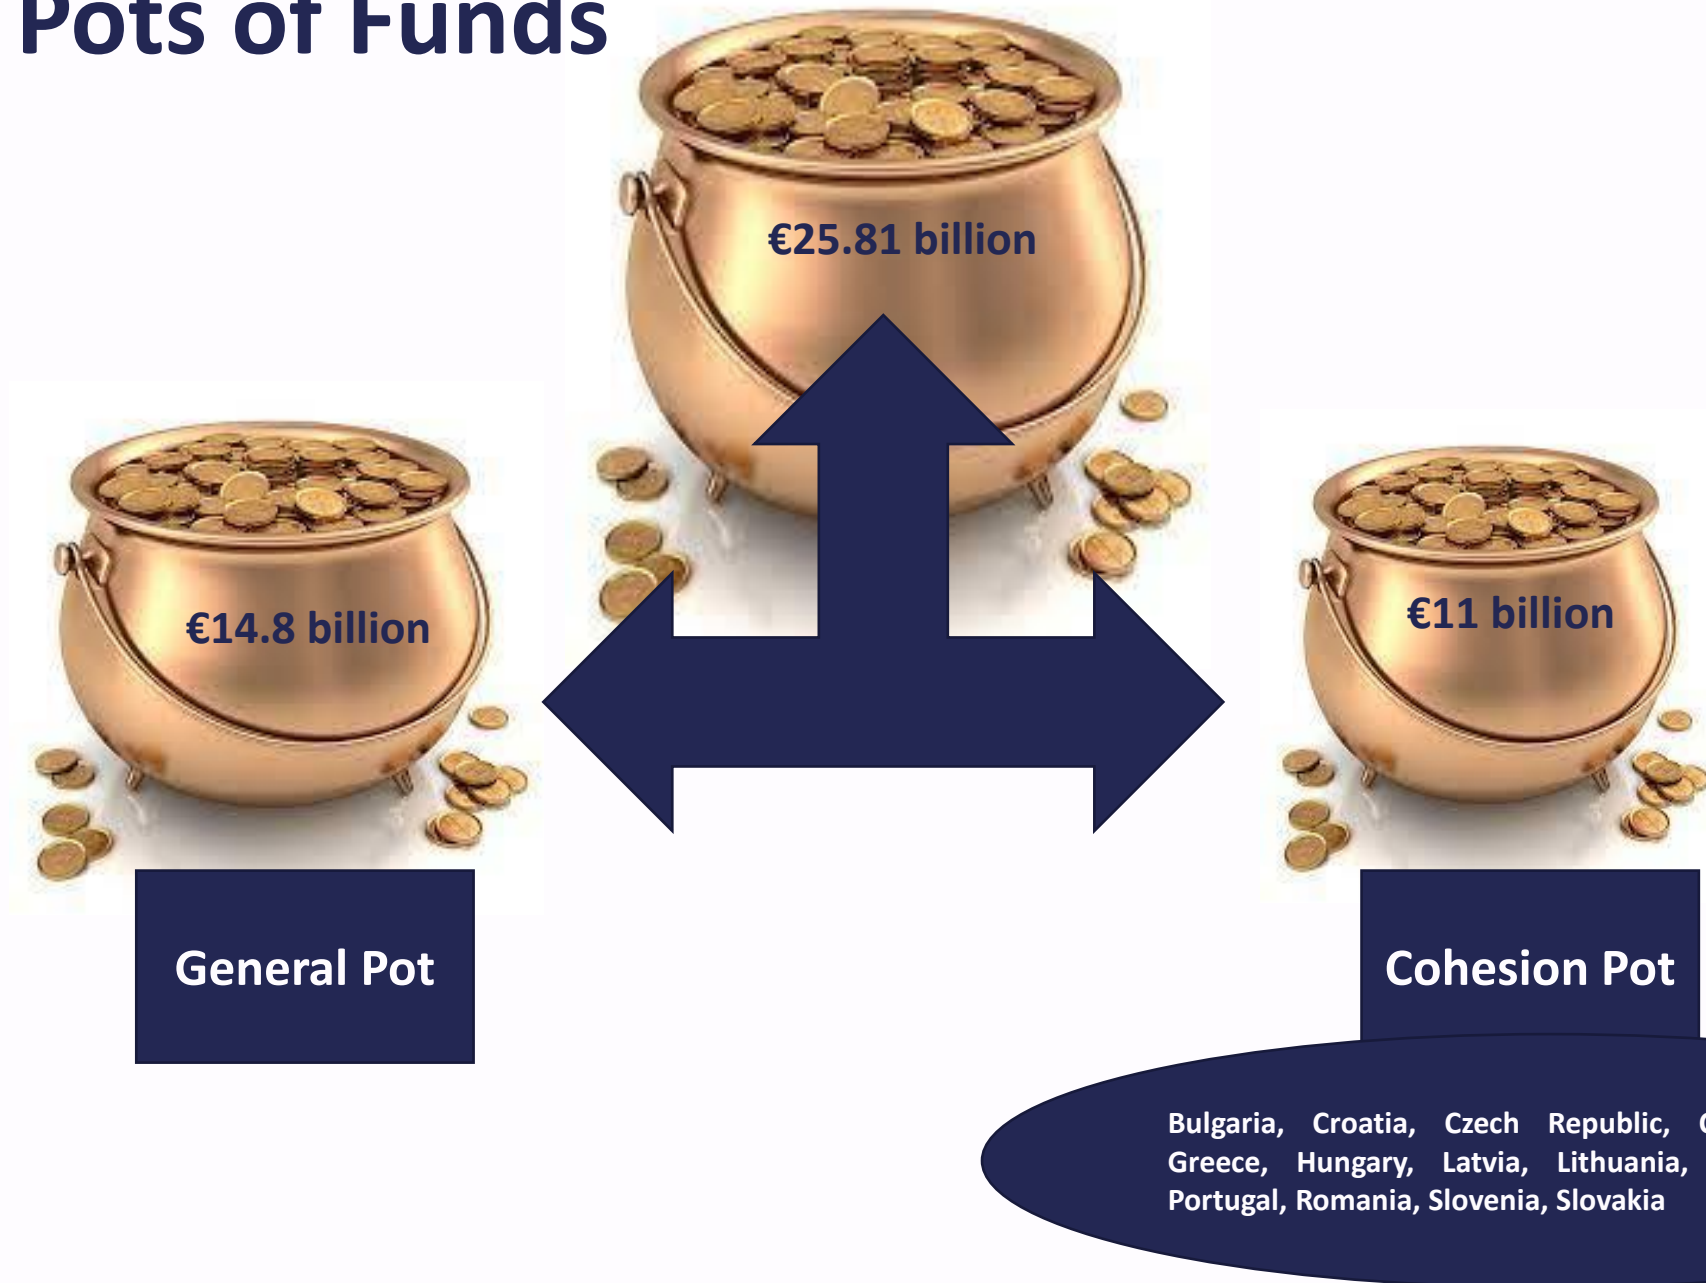 Pots of Funds
€25.81 billion
€14.8 billion
€11 billion
General Pot
Cohesion Pot
Bulgaria, Croatia, Czech Republic,
Greece, Hungary, Latvia, Lithuania,
Portugal, Romania, Slovenia, Slovakia